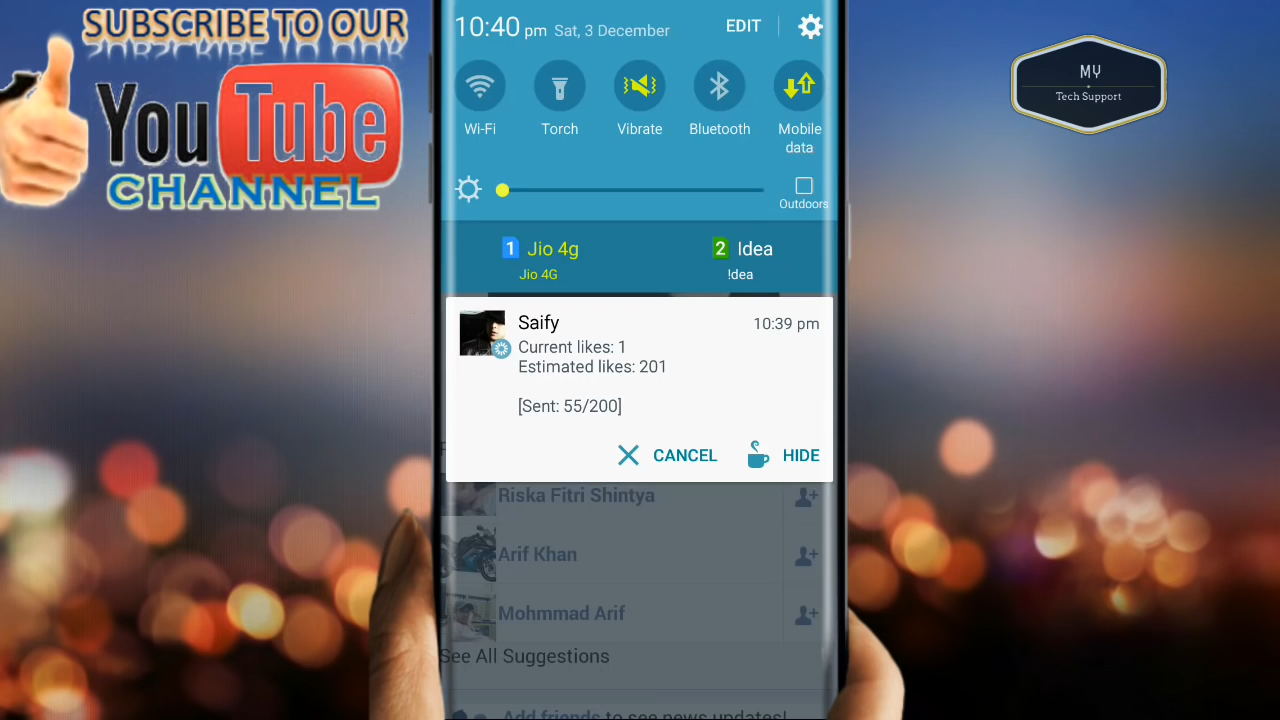 SUBSCRIBE TO OUR
YouTube
CHANNEL
MY
Tech Support
10:40 pm Sat, 3 December EDIT
Wi-Fi Torch Vibrate Bluetooth Mobile data
Outdoors
1 Jio 4g 2 Idea
Jio 4G !dea
Saify 10:39 pm
Current likes: 1
Estimated likes: 201
[Sent: 55/200]
CANCEL HIDE
Riska Fitri Shintya
Arif Khan
Mohmmad Arif
See All Suggestions
Add friends to see news updates!